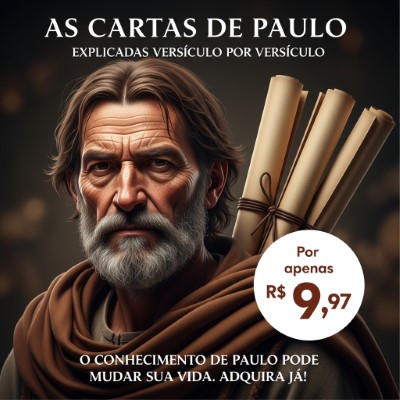 AS CARTAS DE PAULO
EXPLICADAS VERSÍCULO POR VERSÍCULO
Por
apenas
R$ 9,97
O CONHECIMENTO DE PAULO PODE
MUDAR SUA VIDA. ADQUIRA JÁ!